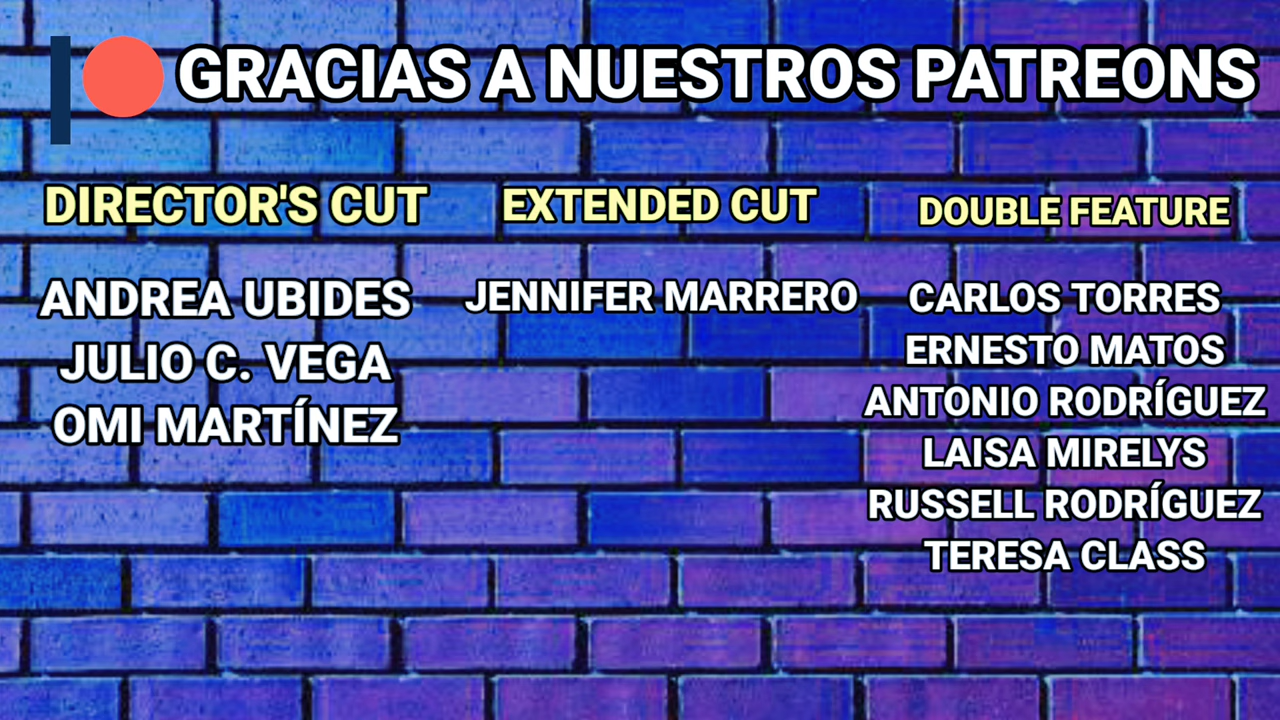 GRACIAS A NUESTROS PATREONS
DIRECTOR'S CUT
ANDREA UBIDES
JULIO C. VEGA
OMI MARTÍNEZ
EXTENDED CUT
JENNIFER MARRERO
DOUBLE FEATURE
CARLOS TORRES
ERNESTO MATOS
ANTONIO RODRÍGUEZ
LAISA MIRELYS
RUSSELL RODRÍGUEZ
TERESA CLASS